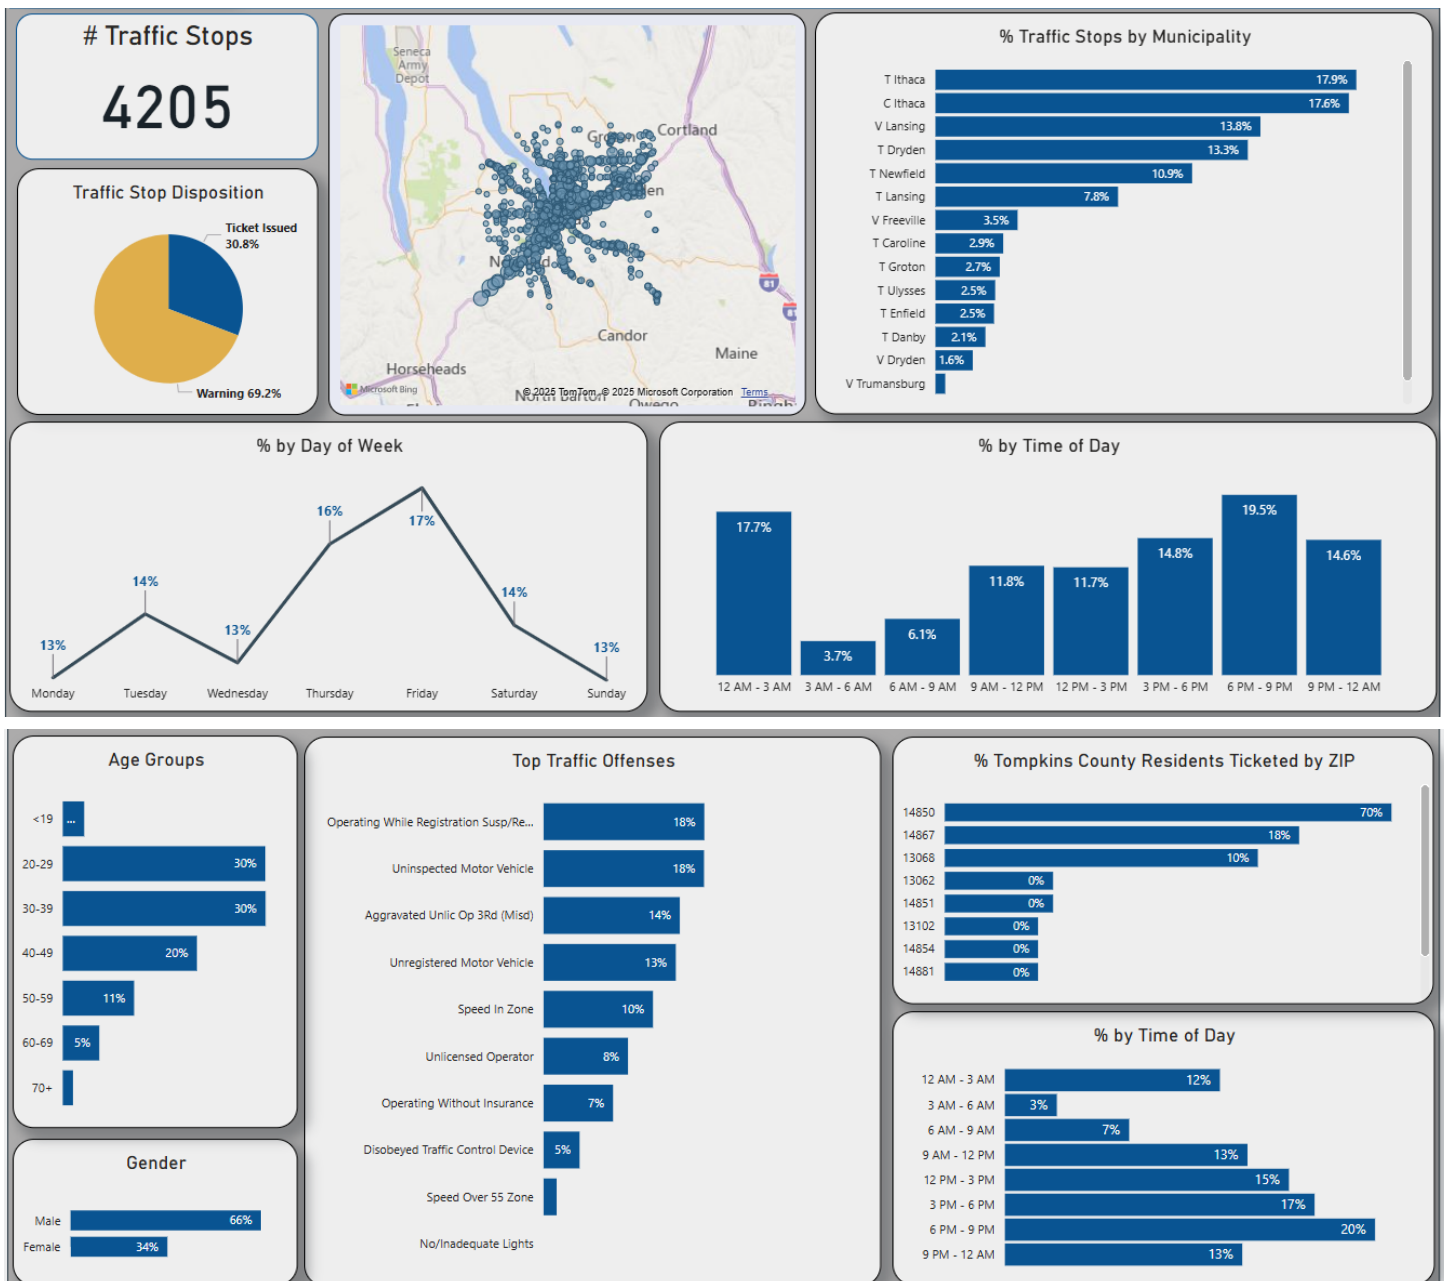 # Traffic Stops
4205
Traffic Stop Disposition
Ticket Issued
30.8%
Warning 69.2%
Seneca
Army
Depot
Cortland
Candor
Maine
Horseheads
Microsoft Bing
North Barton
Owego
81
© 2025 TomTom, © 2025 Microsoft Corporation Terms
% Traffic Stops by Municipality
T Ithaca 17.9%
C Ithaca 17.6%
V Lansing 13.8%
T Dryden 13.3%
T Newfield 10.9%
T Lansing 7.8%
V Freeville 3.5%
T Caroline 2.9%
T Groton 2.7%
T Ulysses 2.5%
T Enfield 2.5%
T Danby 2.1%
V Dryden 1.6%
V Trumansburg
% by Day of Week
13%
14%
13%
16%
17%
14%
13%
Monday Tuesday Wednesday Thursday Friday Saturday Sunday
% by Time of Day
17.7% 3.7% 6.1% 11.8% 11.7% 14.8% 19.5% 14.6%
12 AM - 3 AM 3 AM - 6 AM 6 AM - 9 AM 9 AM - 12 PM 12 PM - 3 PM 3 PM - 6 PM 6 PM - 9 PM 9 PM - 12 AM
Age Groups
<19 ...
20-29 30%
30-39 30%
40-49 20%
50-59 11%
60-69 5%
70+
Gender
Male 66%
Female 34%
Top Traffic Offenses
Operating While Registration Susp/Re... 18%
Uninspected Motor Vehicle 18%
Aggravated Unlic Op 3Rd (Misd) 14%
Unregistered Motor Vehicle 13%
Speed In Zone 10%
Unlicensed Operator 8%
Operating Without Insurance 7%
Disobeyed Traffic Control Device 5%
Speed Over 55 Zone
No/Inadequate Lights
% Tompkins County Residents Ticketed by ZIP
14850 70%
14867 18%
13068 10%
13062 0%
14851 0%
13102 0%
14854 0%
14881 0%
% by Time of Day
12 AM - 3 AM 12%
3 AM - 6 AM 3%
6 AM - 9 AM 7%
9 AM - 12 PM 13%
12 PM - 3 PM 15%
3 PM - 6 PM 17%
6 PM - 9 PM 20%
9 PM - 12 AM 13%